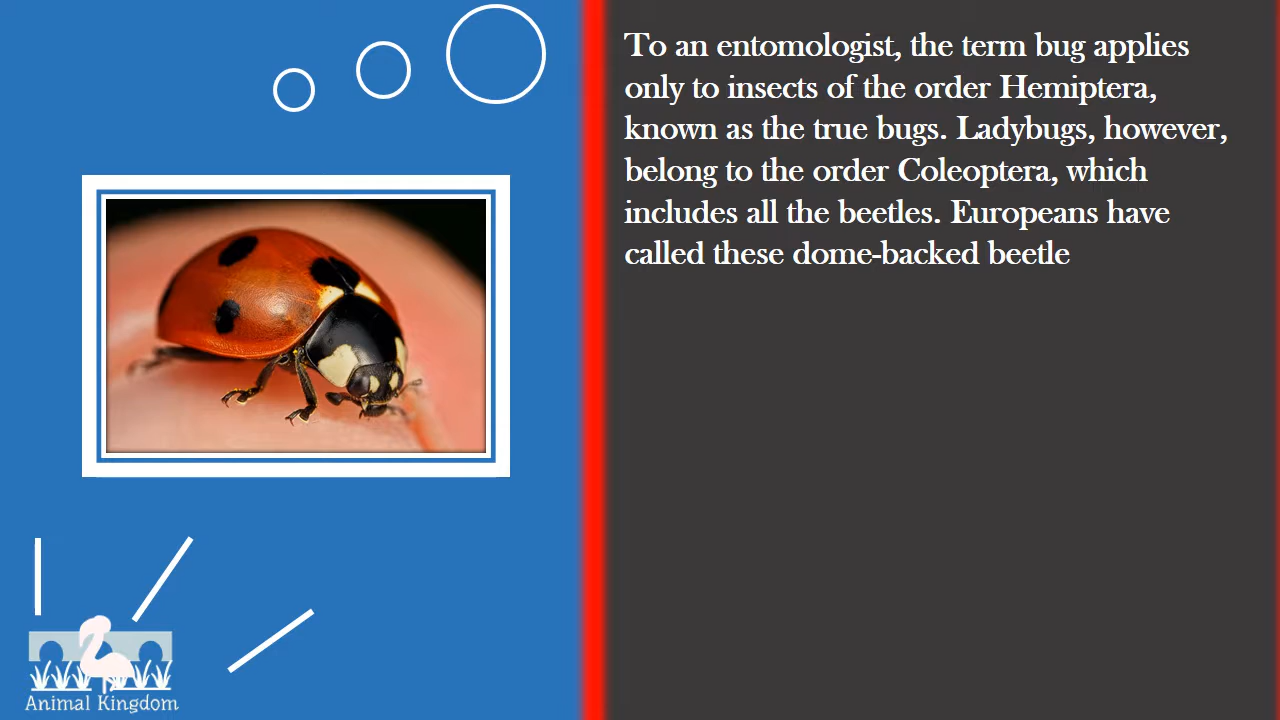 To an entomologist, the term bug applies
only to insects of the order Hemiptera,
known as the true bugs. Ladybugs, however,
belong to the order Coleoptera, which
includes all the beetles. Europeans have
called these dome-backed beetle
Animal Kingdom